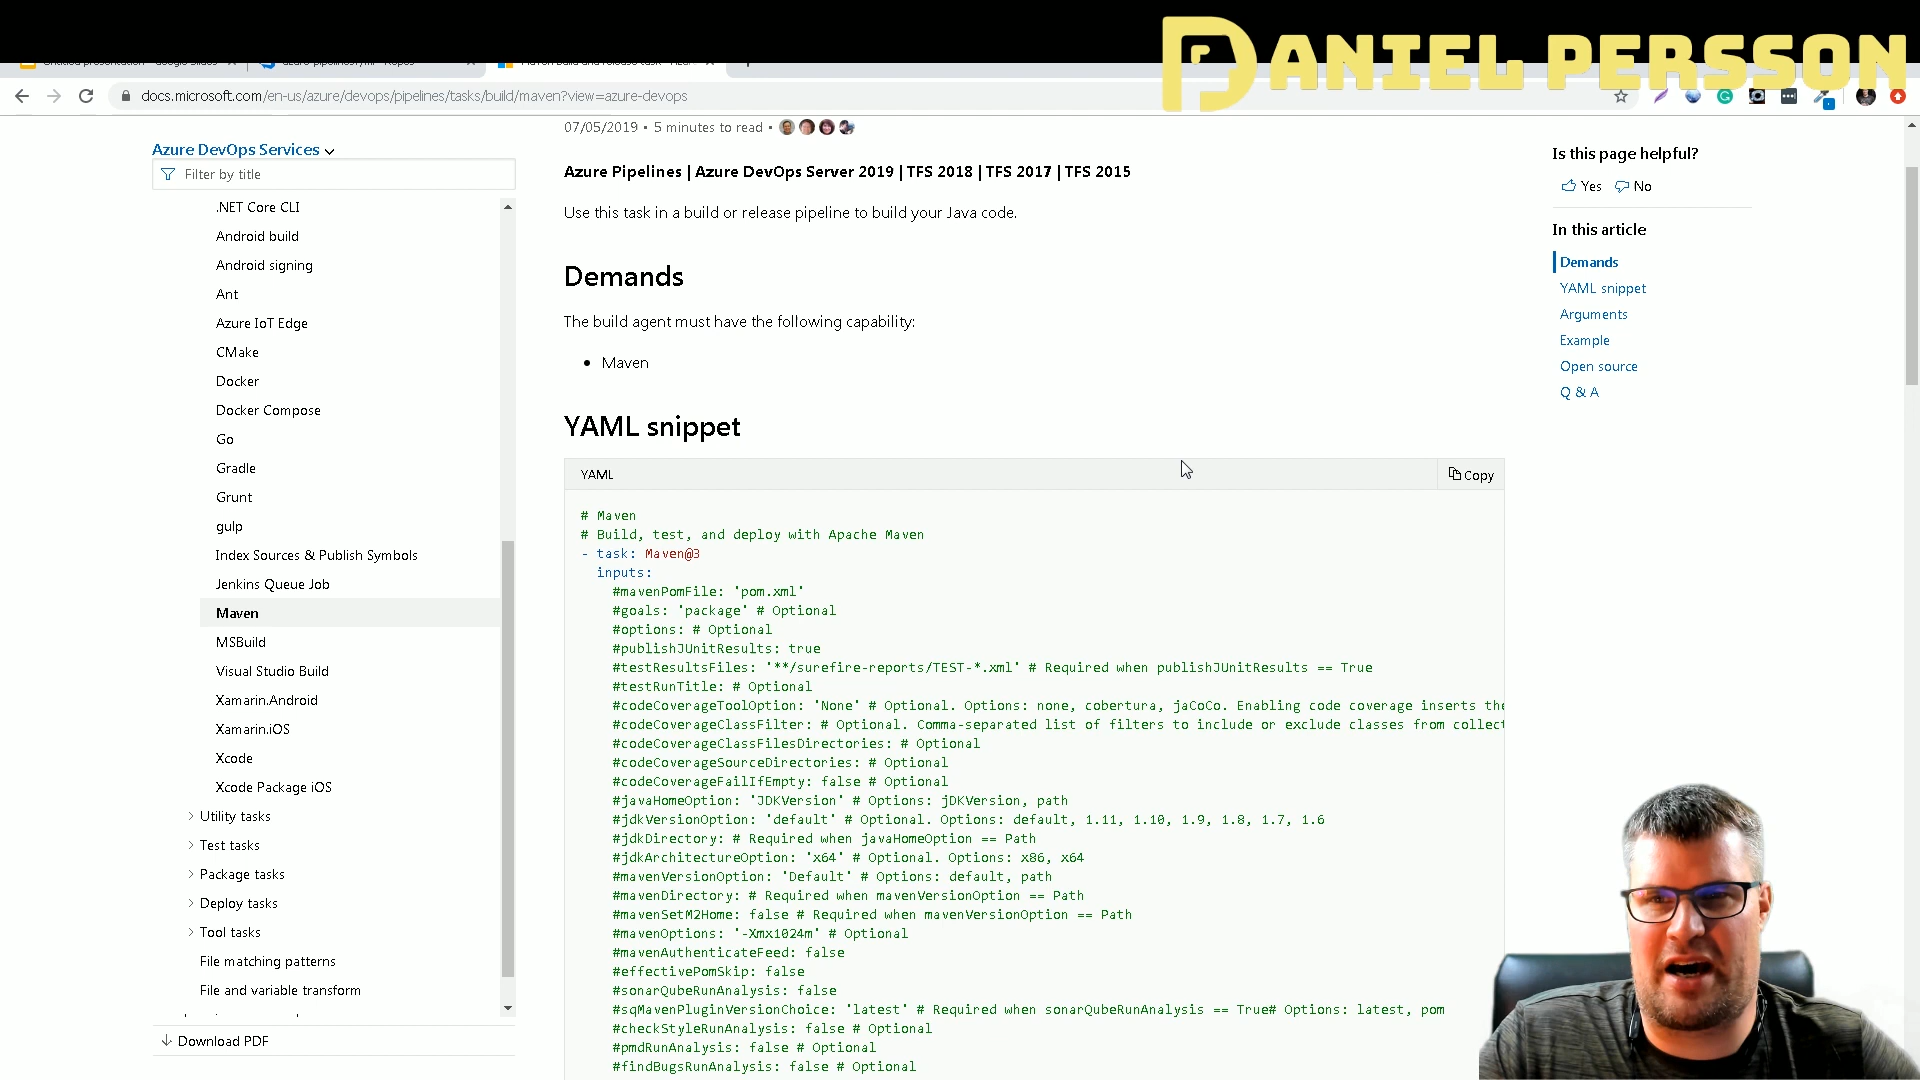 DANIEL PERSSON
docs.microsoft.com/en-us/azure/devops/pipelines/tasks/build/maven?view=azure-devops
07/05/2019 • 5 minutes to read •
Azure DevOps Services
Filter by title
.NET Core CLI
Android build
Android signing
Ant
Azure IoT Edge
CMake
Docker
Docker Compose
Go
Gradle
Grunt
gulp
Index Sources & Publish Symbols
Jenkins Queue Job
Maven
MSBuild
Visual Studio Build
Xamarin.Android
Xamarin.iOS
Xcode
Xcode Package iOS
Utility tasks
Test tasks
Package tasks
Deploy tasks
Tool tasks
File matching patterns
File and variable transform
Download PDF
Azure Pipelines | Azure DevOps Server 2019 | TFS 2018 | TFS 2017 | TFS 2015
Use this task in a build or release pipeline to build your Java code.
Demands
The build agent must have the following capability:
• Maven
YAML snippet
YAML
Copy
# Maven
# Build, test, and deploy with Apache Maven
- task: Maven@3
inputs:
#mavenPomFile: 'pom.xml'
#goals: 'package' # Optional
#options: # Optional
#publishJUnitResults: true
#testResultsFiles: '**/surefire-reports/TEST-*.xml' # Required when publishJUnitResults == True
#testRunTitle: # Optional
#codeCoverageToolOption: 'None' # Optional. Options: none, cobertura, jaCoCo. Enabling code coverage inserts the
#codeCoverageClassFilter: # Optional. Comma-separated list of filters to include or exclude classes from collect
#codeCoverageClassFilesDirectories: # Optional
#codeCoverageSourceDirectories: # Optional
#codeCoverageFailIfEmpty: false # Optional
#javaHomeOption: 'JDKVersion' # Options: jDKVersion, path
#jdkVersionOption: 'default' # Optional. Options: default, 1.11, 1.10, 1.9, 1.8, 1.7, 1.6
#jdkDirectory: # Required when javaHomeOption == Path
#jdkArchitectureOption: 'x64' # Optional. Options: x86, x64
#mavenVersionOption: 'Default' # Options: default, path
#mavenDirectory: # Required when mavenVersionOption == Path
#mavenSetM2Home: false # Required when mavenVersionOption == Path
#mavenOptions: '-Xmx1024m' # Optional
#mavenAuthenticateFeed: false
#effectivePomSkip: false
#sonarQubeRunAnalysis: false
#sqMavenPluginVersionChoice: 'latest' # Required when sonarQubeRunAnalysis == True# Options: latest, pom
#checkStyleRunAnalysis: false # Optional
#pmdRunAnalysis: false # Optional
#findBugsRunAnalysis: false # Optional
Is this page helpful?
Yes No
In this article
Demands
YAML snippet
Arguments
Example
Open source
Q & A